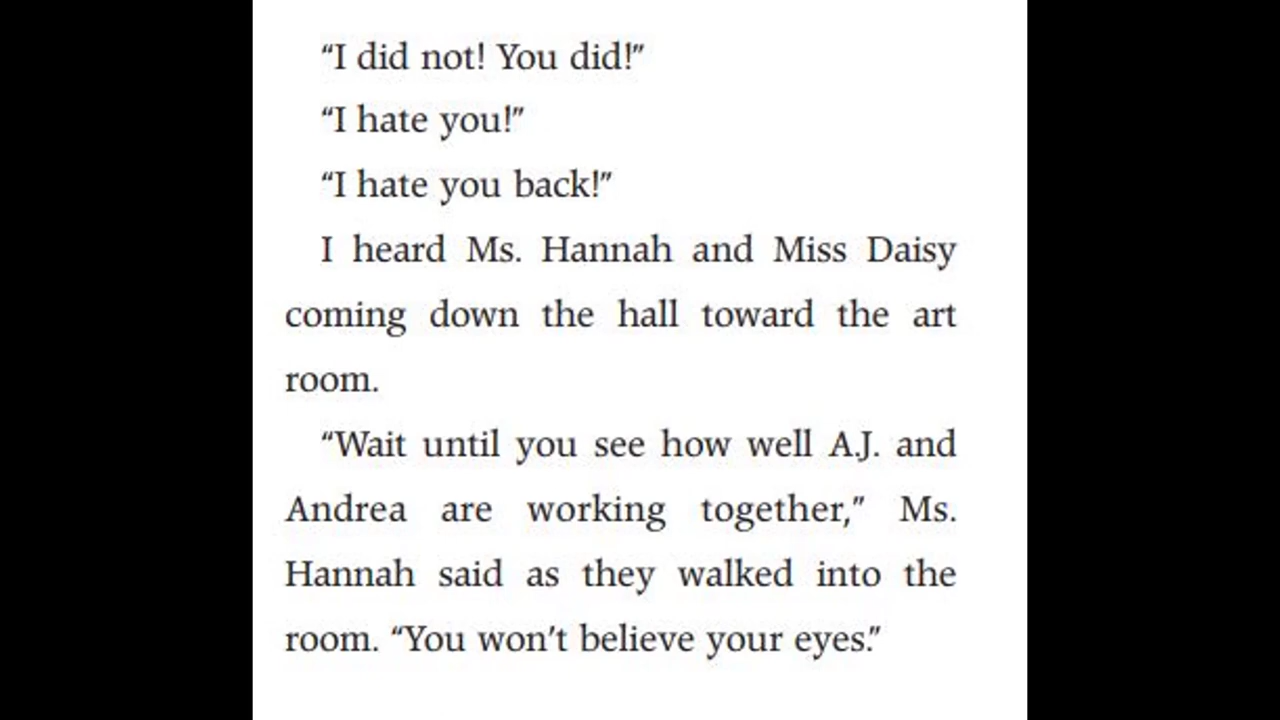 “I did not! You did!”
“I hate you!”
“I hate you back!”
I heard Ms. Hannah and Miss Daisy
coming down the hall toward the art
room.
“Wait until you see how well A.J. and
Andrea are working together,” Ms.
Hannah said as they walked into the
room. “You won’t believe your eyes.”